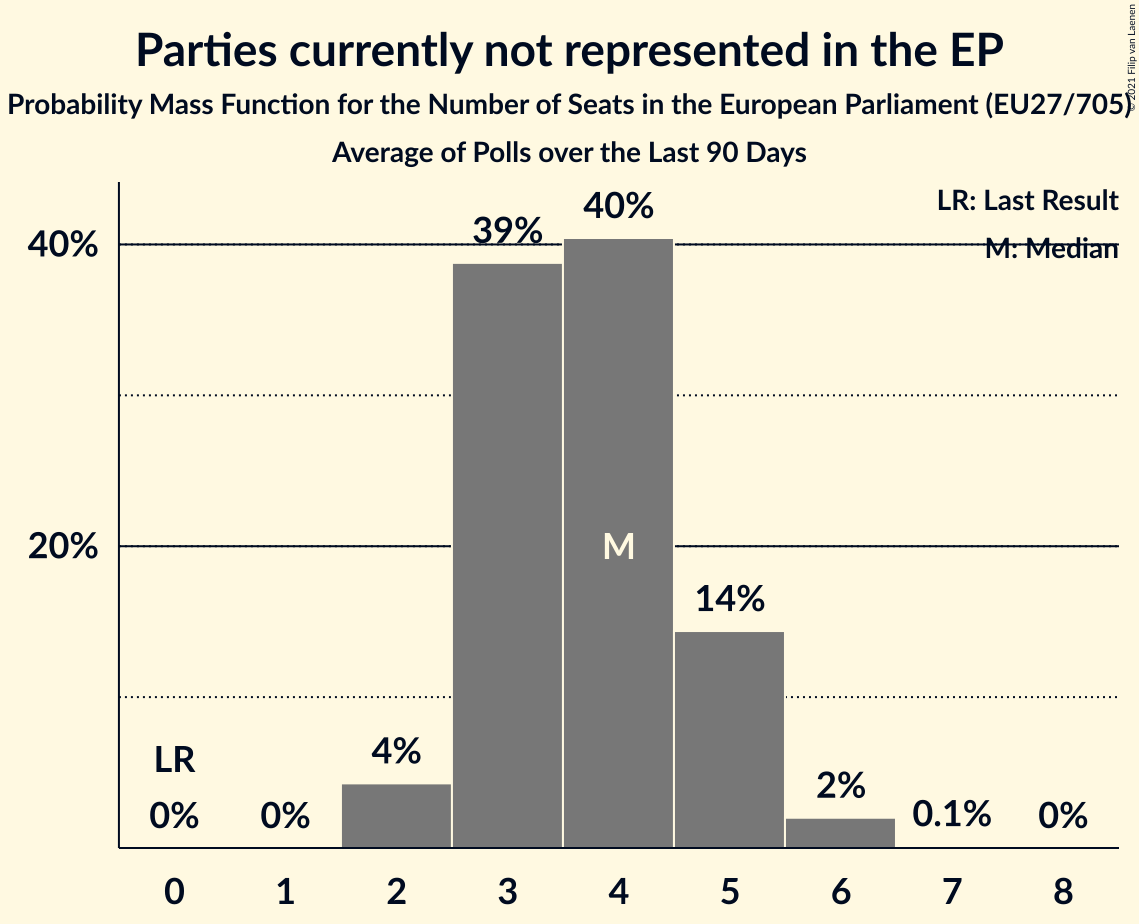 Parties currently not represented in the EP
Probability Mass Function for the Number of Seats in the European Parliament (EU27/705)
Average of Polls over the Last 90 Days
© 2021 Filip van Laenen
LR: Last Result
M: Median
40%
20%
LR
0%
0%
4%
39%
40%
M
14%
2%
0.1%
0%
0 1 2 3 4 5 6 7 8